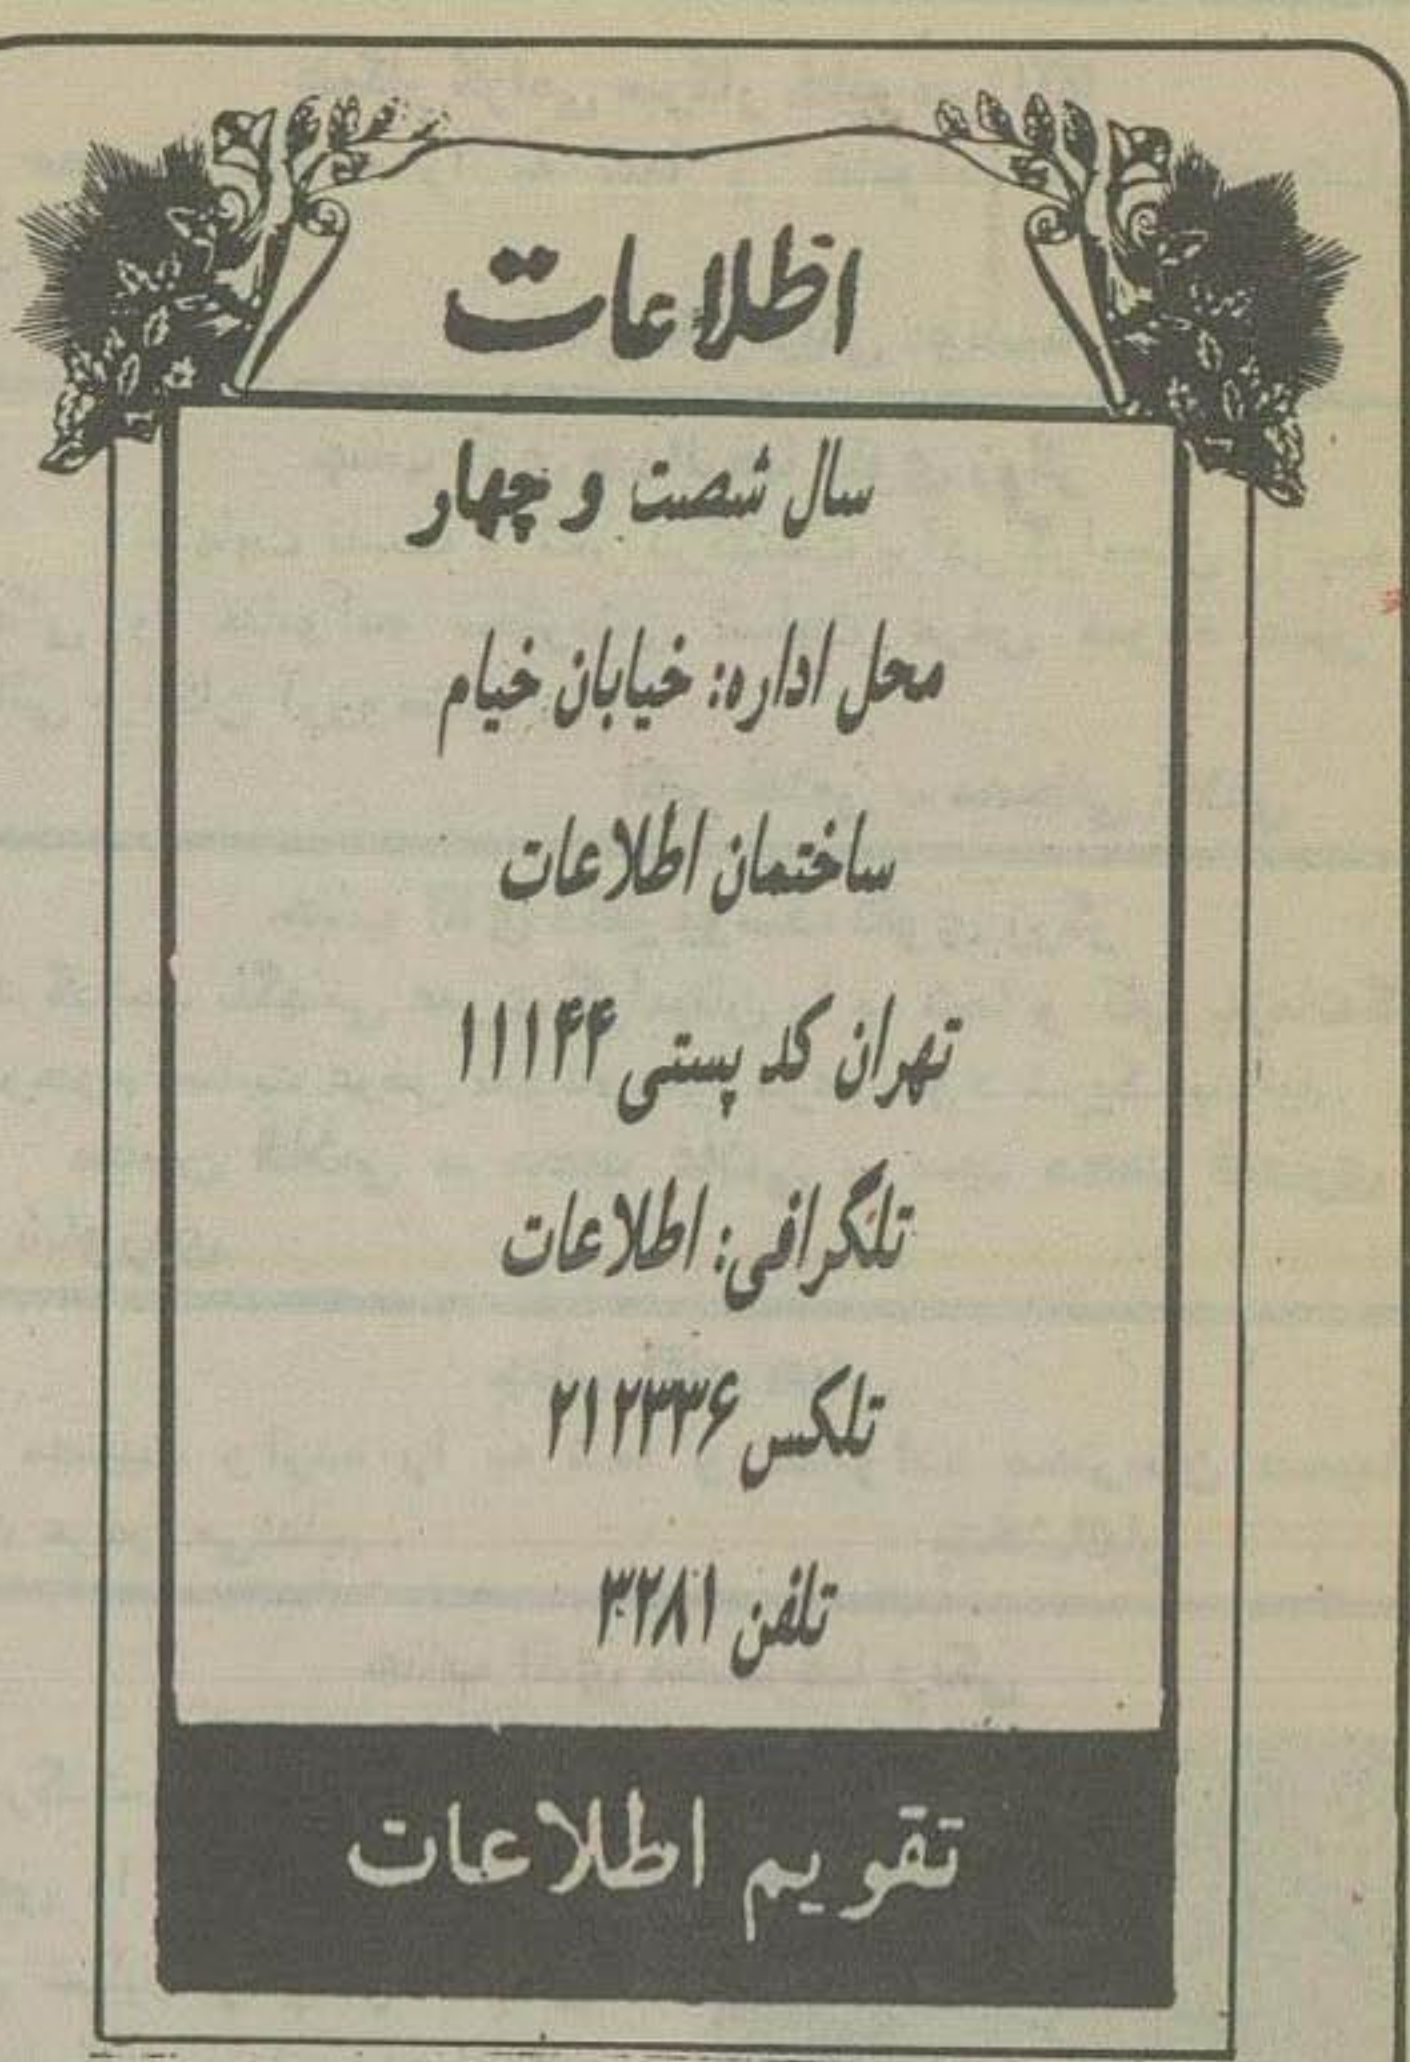 اطلاعات
سال شصت و چهار
محل اداره: خیابان خیام
ساختمان اطلاعات
تهران کد پستی ۱۱۱۴۴
تلگرافی: اطلاعات
تلکس ۲۱۲۳۳۶
تلفن ۳۲۸۱
تقویم اطلاعات